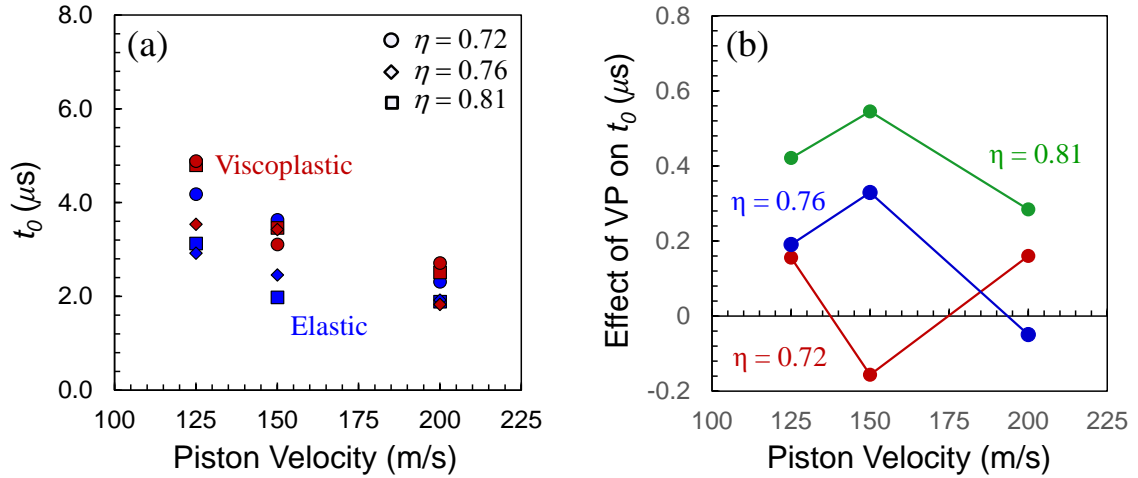 (a)
η = 0.72
η = 0.76
η = 0.81
Viscoplastic
Elastic
8.0
6.0
4.0
2.0
0.0
t0 (μs)
100 125 150 175 200 225
Piston Velocity (m/s)
(b)
η = 0.81
η = 0.76
η = 0.72
0.8
0.6
0.4
0.2
0
-0.2
Effect of VP on t0 (μs)
100 125 150 175 200 225
Piston Velocity (m/s)